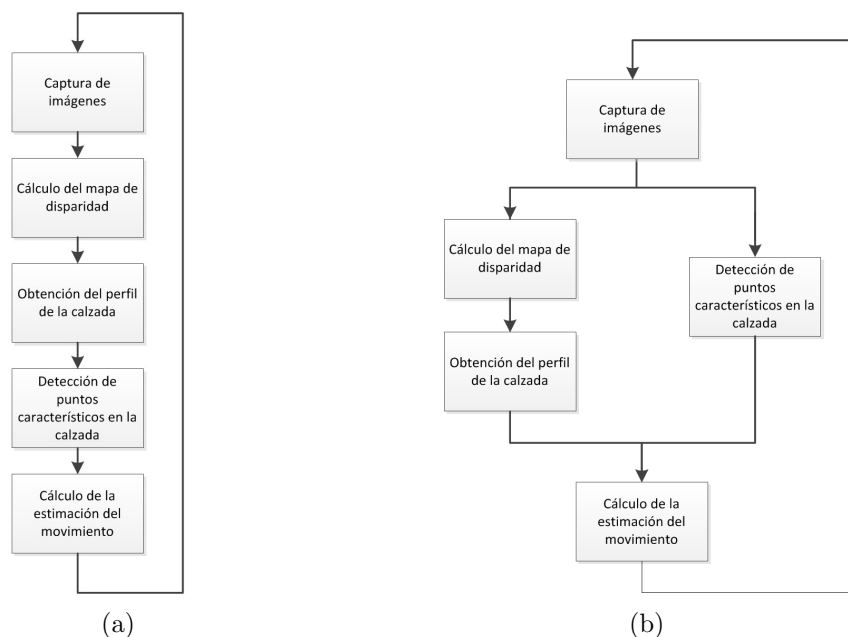 Captura de
imágenes
Cálculo del mapa de
disparidad
Obtención del perfil
de la calzada
Detección de
puntos
característicos en la
calzada
Cálculo de la
estimación del
movimiento
(a)
Captura de
imágenes
Cálculo del mapa de
disparidad
Obtención del perfil
de la calzada
Detección de
puntos
característicos en la
calzada
Cálculo de la
estimación del
movimiento
(b)